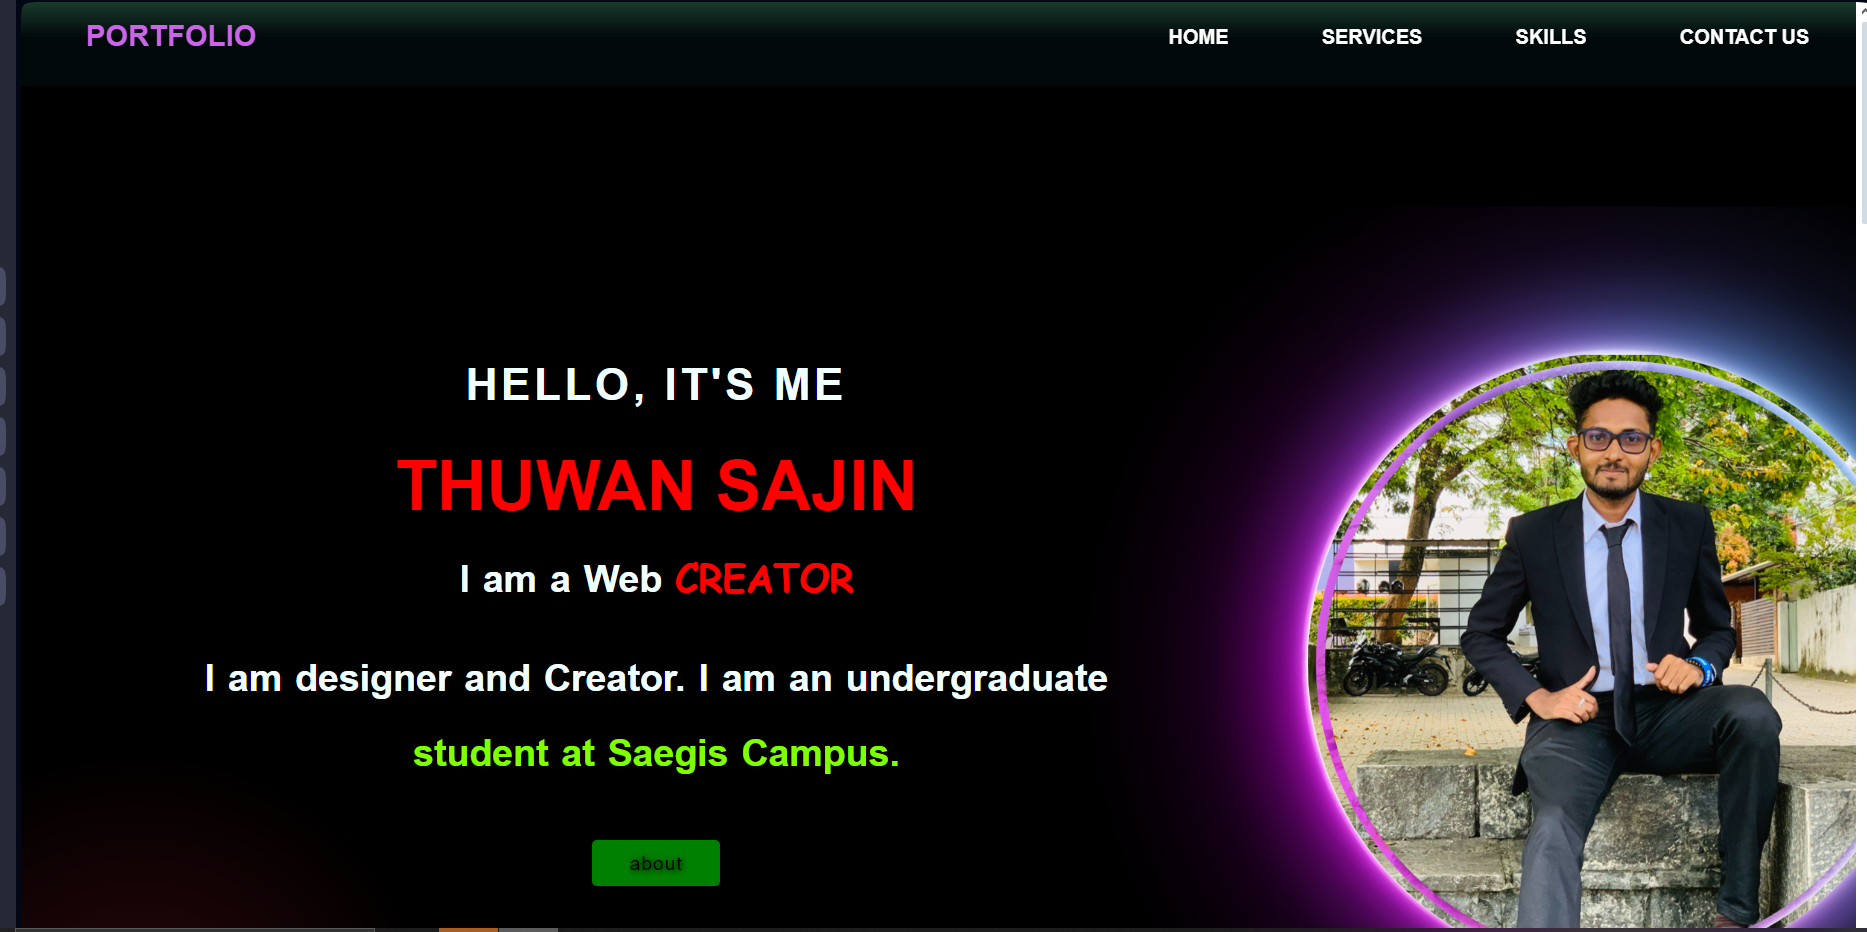 PORTFOLIO
HOME SERVICES SKILLS CONTACT US
HELLO, IT'S ME
THUWAN SAJIN
I am a Web CREATOR
I am designer and Creator. I am an undergraduate
student at Saegis Campus.
about